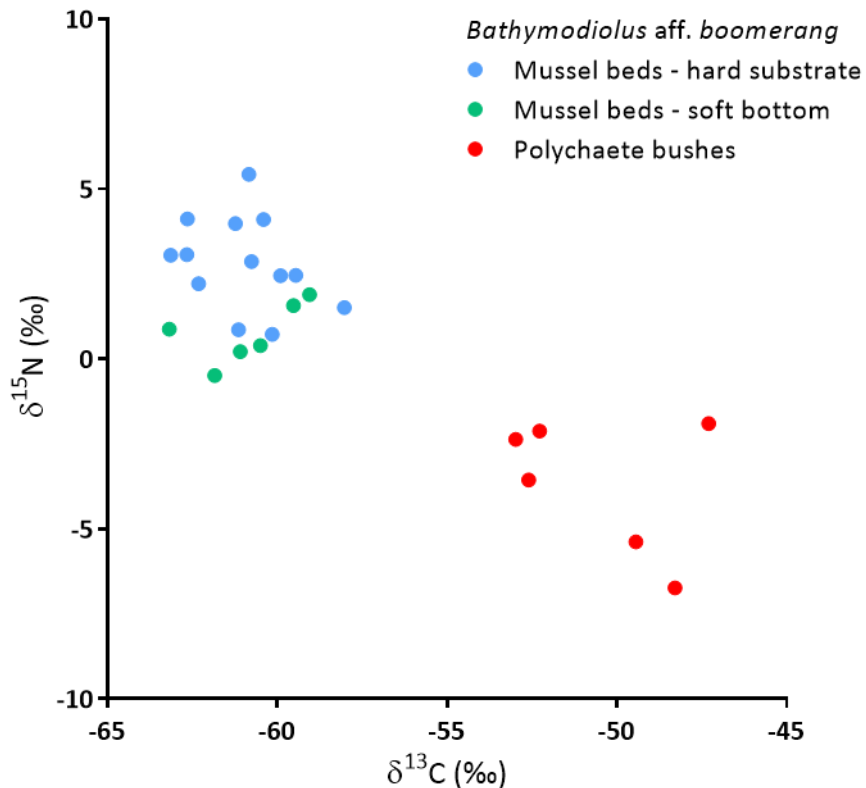 Bathymodiolus aff. boomerang
Mussel beds - hard substrate
Mussel beds - soft bottom
Polychaete bushes
10
5
0
-5
-10
δ15N (‰)
-65
-60
-55
-50
-45
δ13C (‰)